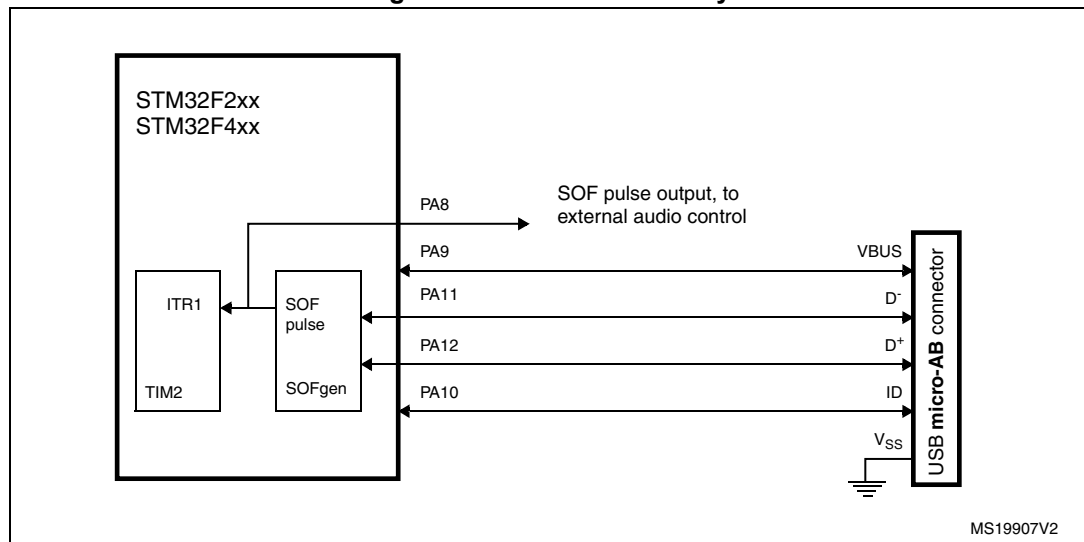 STM32F2xx
STM32F4xx
PA8
SOF pulse output, to
external audio control
PA9
VBUS
ITR1
SOF
pulse
PA11
D-
PA12
D+
TIM2
SOFgen
PA10
ID
VSS
USB micro-AB connector
MS19907V2